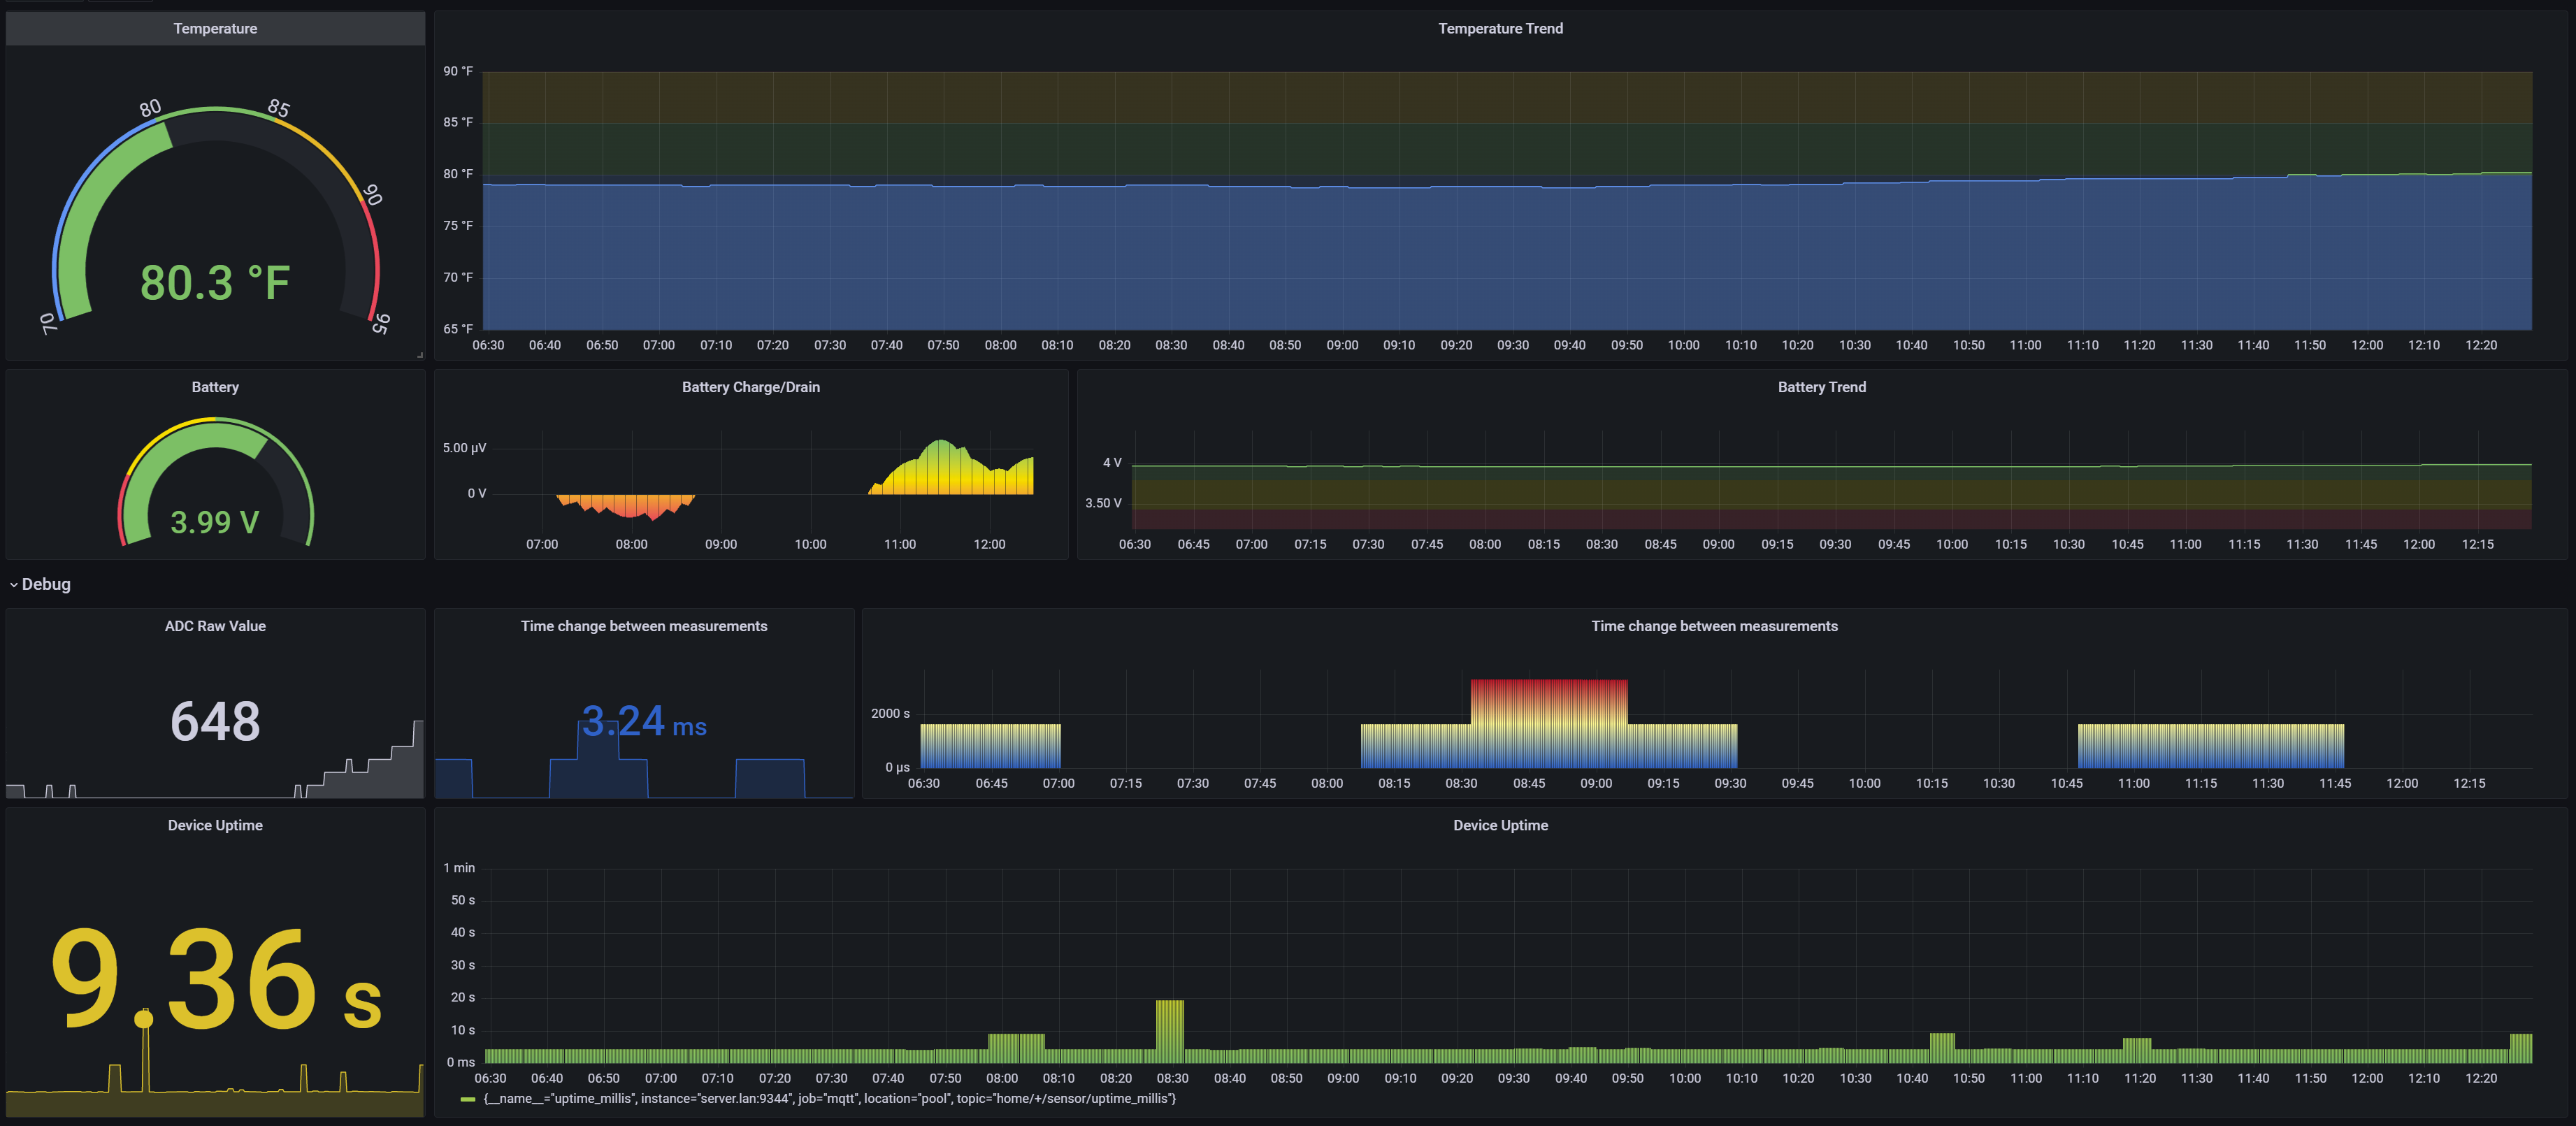 Temperature
70
80
85
90
95
80.3 °F
Temperature Trend
90 °F
85 °F
80 °F
75 °F
70 °F
65 °F
06:30 06:40 06:50 07:00 07:10 07:20 07:30 07:40 07:50 08:00 08:10 08:20 08:30 08:40 08:50 09:00 09:10 09:20 09:30 09:40 09:50 10:00 10:10 10:20 10:30 10:40 10:50 11:00 11:10 11:20 11:30 11:40 11:50 12:00 12:10 12:20
Battery
3.99 V
Battery Charge/Drain
5.00 µV
0 V
07:00 08:00 09:00 10:00 11:00 12:00
Battery Trend
4 V
3.50 V
06:30 06:45 07:00 07:15 07:30 07:45 08:00 08:15 08:30 08:45 09:00 09:15 09:30 09:45 10:00 10:15 10:30 10:45 11:00 11:15 11:30 11:45 12:00 12:15
Debug
ADC Raw Value
648
Time change between measurements
3.24 ms
Time change between measurements
2000 s
0 µs
06:30 06:45 07:00 07:15 07:30 07:45 08:00 08:15 08:30 08:45 09:00 09:15 09:30 09:45 10:00 10:15 10:30 10:45 11:00 11:15 11:30 11:45 12:00 12:15
Device Uptime
9.36 s
Device Uptime
1 min
50 s
40 s
30 s
20 s
10 s
0 ms
06:30 06:40 06:50 07:00 07:10 07:20 07:30 07:40 07:50 08:00 08:10 08:20 08:30 08:40 08:50 09:00 09:10 09:20 09:30 09:40 09:50 10:00 10:10 10:20 10:30 10:40 10:50 11:00 11:10 11:20 11:30 11:40 11:50 12:00 12:10 12:20
{__name__="uptime_millis", instance="server.lan:9344", job="mqtt", location="pool", topic="home/+/sensor/uptime_millis"}